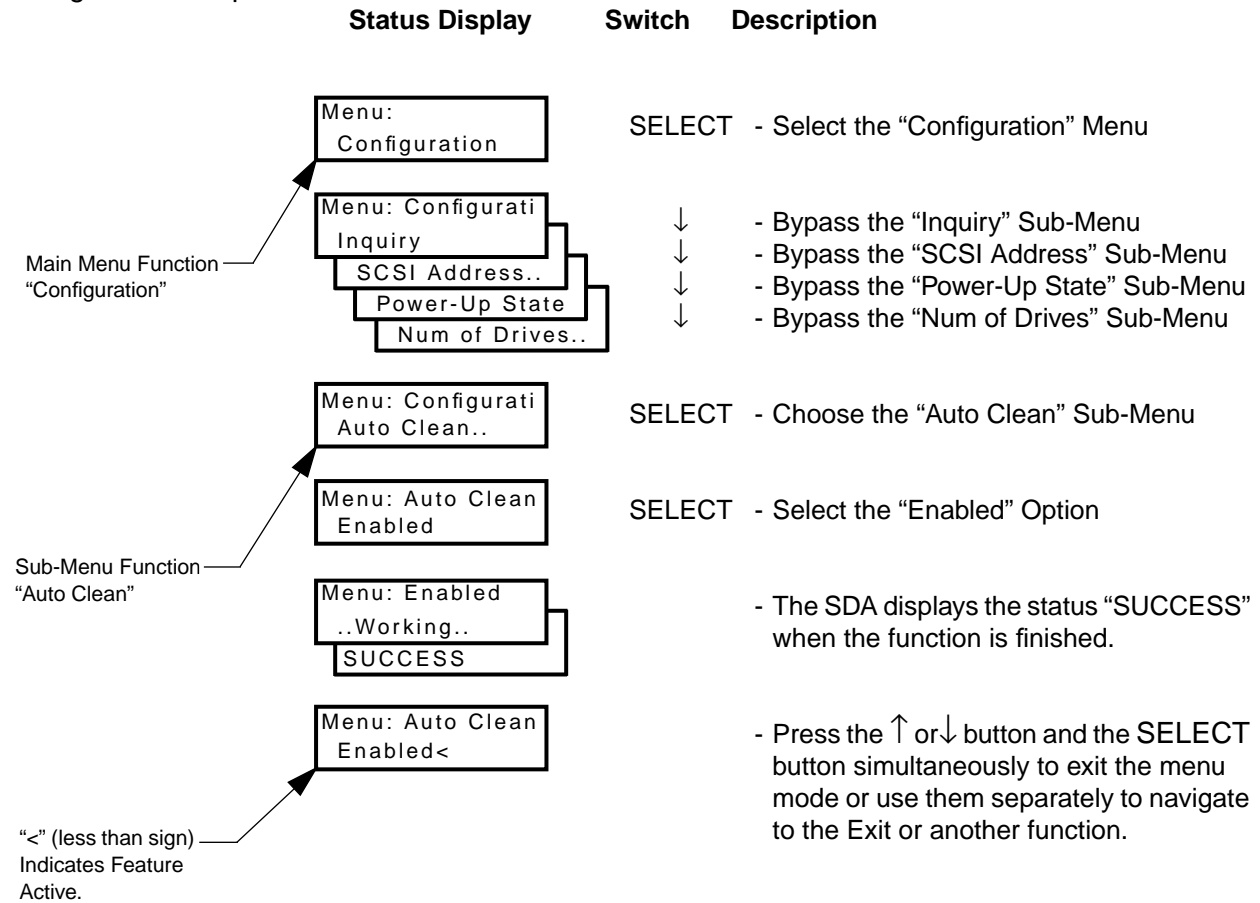 Status Display Switch Description
Menu:
Configuration
SELECT - Select the “Configuration” Menu
Menu: Configurati
Inquiry
SCSI Address..
Power-Up State
Num of Drives..
↓ - Bypass the “Inquiry” Sub-Menu
↓ - Bypass the “SCSI Address” Sub-Menu
↓ - Bypass the “Power-Up State” Sub-Menu
↓ - Bypass the “Num of Drives” Sub-Menu
Main Menu Function
“Configuration”
Menu: Configurati
Auto Clean..
SELECT - Choose the “Auto Clean” Sub-Menu
Menu: Auto Clean
Enabled
SELECT - Select the “Enabled” Option
Sub-Menu Function
“Auto Clean”
Menu: Enabled
..Working..
SUCCESS
- The SDA displays the status “SUCCESS”
when the function is finished.
Menu: Auto Clean
Enabled<
- Press the ↑ or↓ button and the SELECT
button simultaneously to exit the menu
mode or use them separately to navigate
to the Exit or another function.
“<” (less than sign)
Indicates Feature
Active.